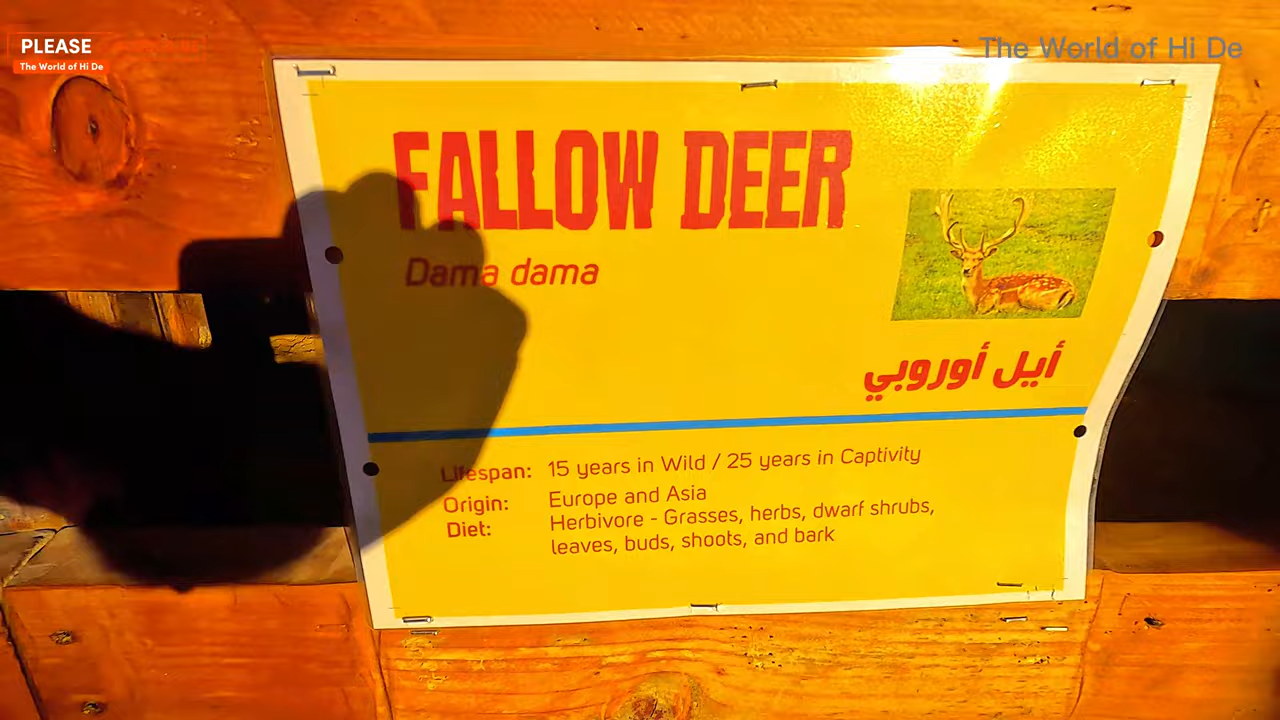 PLEASE
The World of Hi De
The World of Hi De
FALLOW DEER
Dama dama
أيل أوروبي
Lifespan: 15 years in Wild / 25 years in Captivity
Origin: Europe and Asia
Diet: Herbivore - Grasses, herbs, dwarf shrubs,
leaves, buds, shoots, and bark